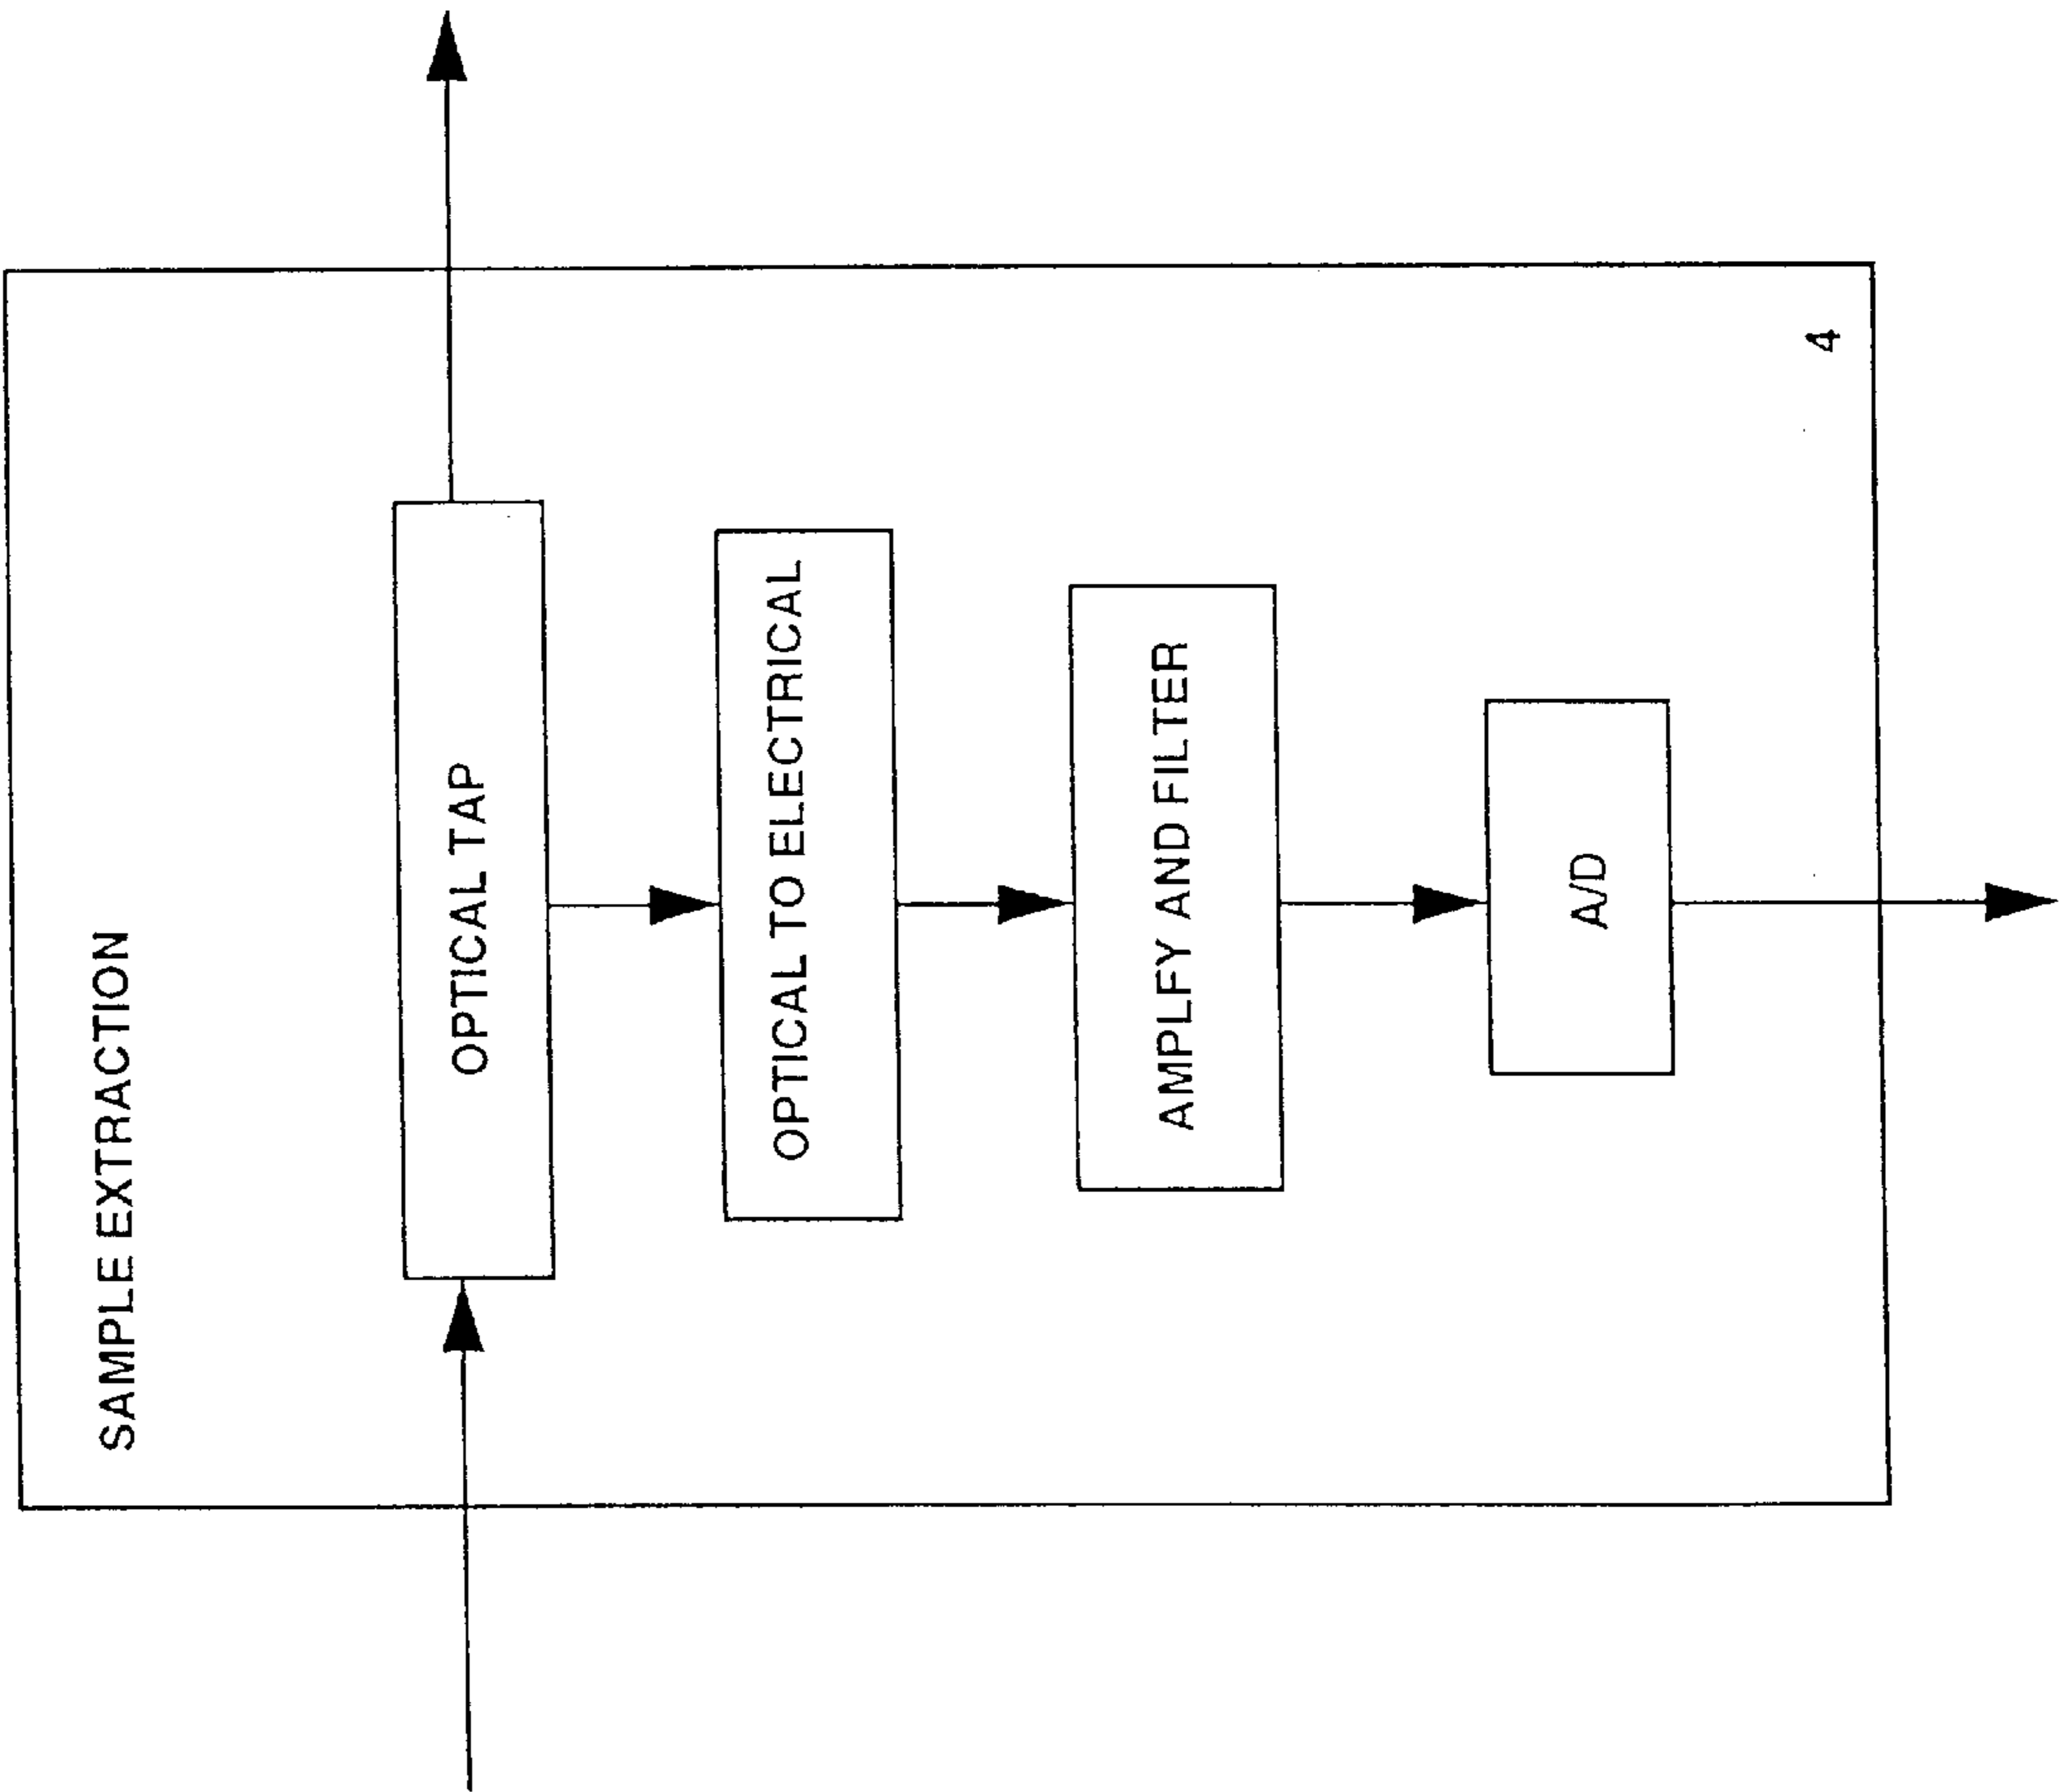 SAMPLE EXTRACTION
OPTICAL TAP
OPTICAL TO ELECTRICAL
AMPLFY AND FILTER
A/D
4